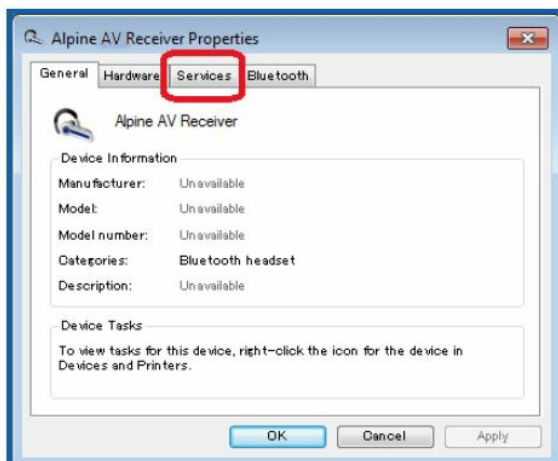 Alpine AV Receiver Properties
General Hardware Services Bluetooth
Alpine AV Receiver
Device Information
Manufacturer: Unavailable
Model: Unavailable
Model number: Unavailable
Categories: Bluetooth headset
Description: Unavailable
Device Tasks
To view tasks for this device, right-click the icon for the device in
Devices and Printers.
OK Cancel Apply